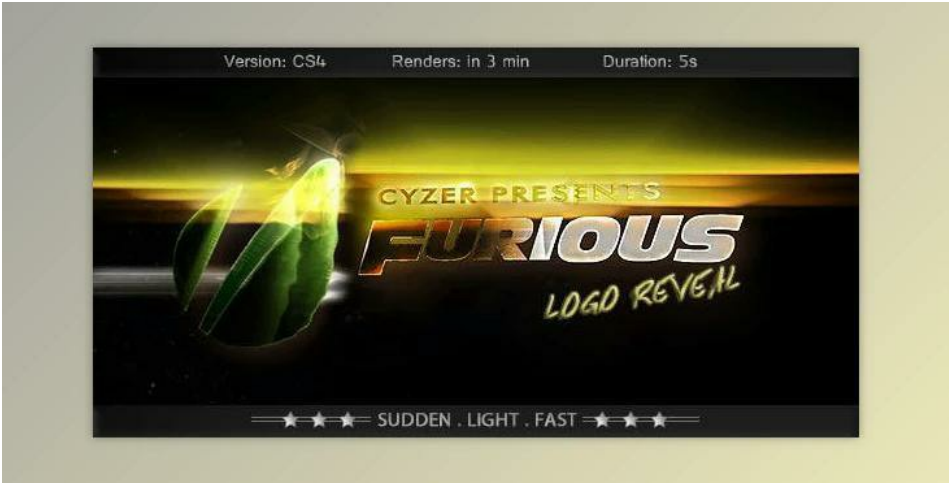 Version: CS4 Renders: in 3 min Duration: 5s
CYZER PRESENTS
FURIOUS
LOGO REVEAL
SUDDEN . LIGHT . FAST